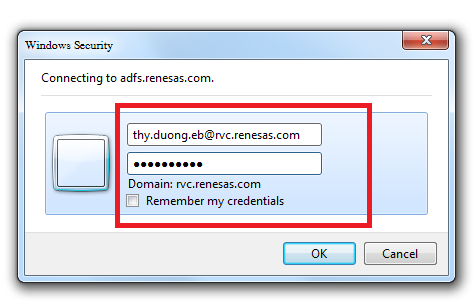 Windows Security
Connecting to adfs.renesas.com.
thy.duong.eb@rvc.renesas.com
●●●●●●●●●●
Domain: rvc.renesas.com
Remember my credentials
OK
Cancel